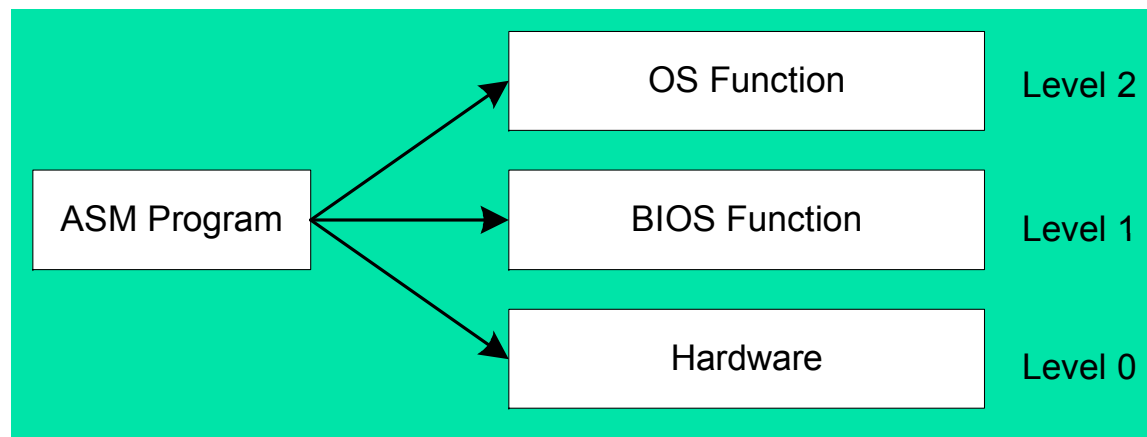 OS Function
Level 2
ASM Program
BIOS Function
Level 1
Hardware
Level 0